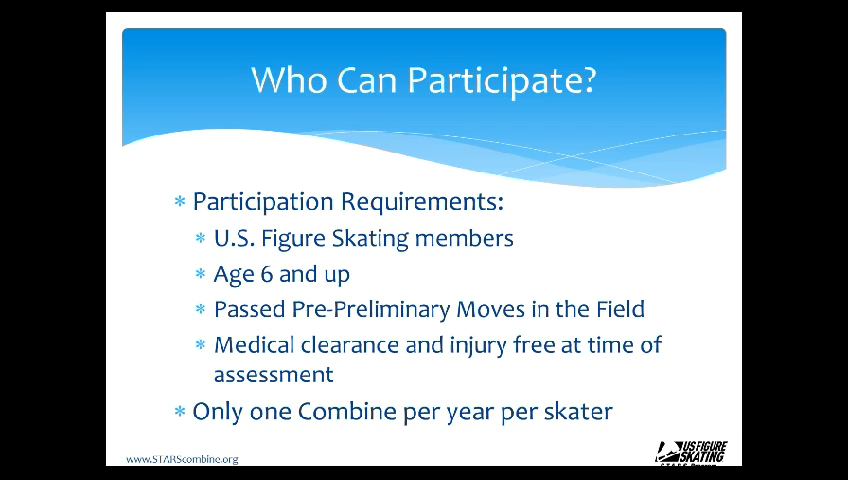 Who Can Participate?
* Participation Requirements:
* U.S. Figure Skating members
* Age 6 and up
* Passed Pre-Preliminary Moves in the Field
* Medical clearance and injury free at time of
assessment
* Only one Combine per year per skater
www.STARScombine.org
US FIGURE
SKATING